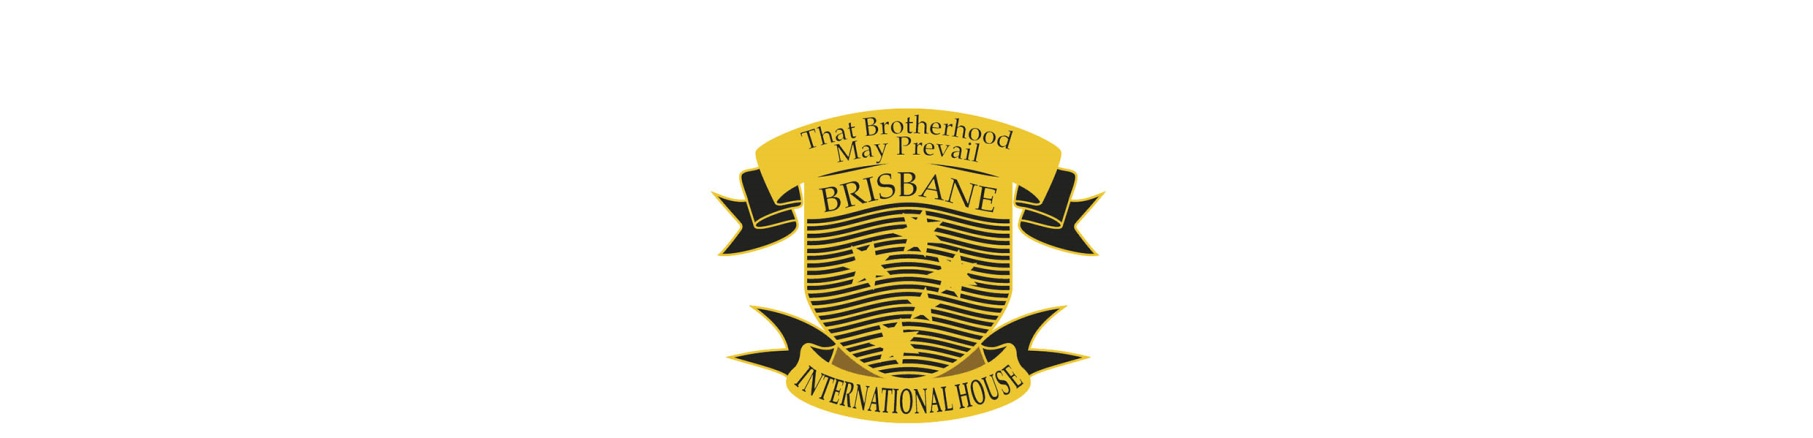 That Brotherhood
May Prevail
BRISBANE
INTERNATIONAL HOUSE